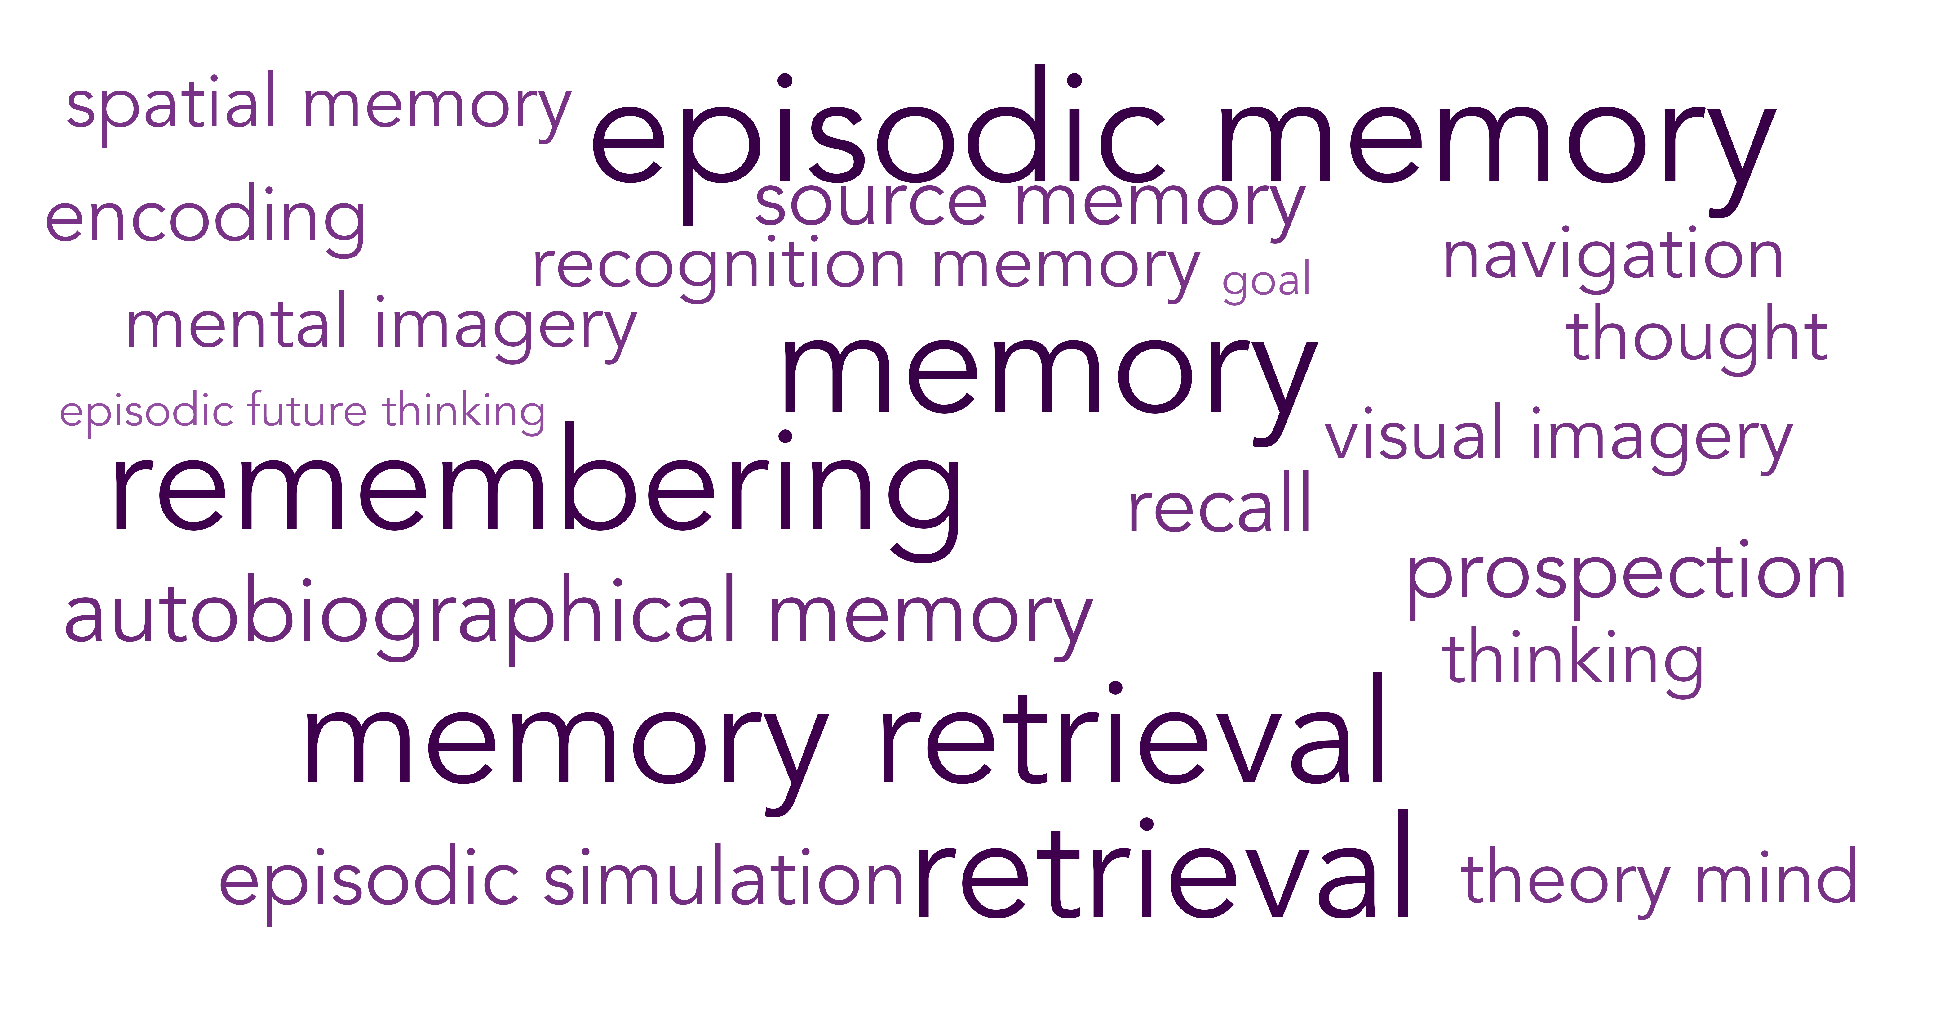 spatial memory
episodic memory
source memory
encoding
recognition memory
goal
navigation
mental imagery
thought
memory
episodic future thinking
visual imagery
remembering
recall
prospection
autobiographical memory
thinking
memory retrieval
episodic simulation
retrieval
theory mind